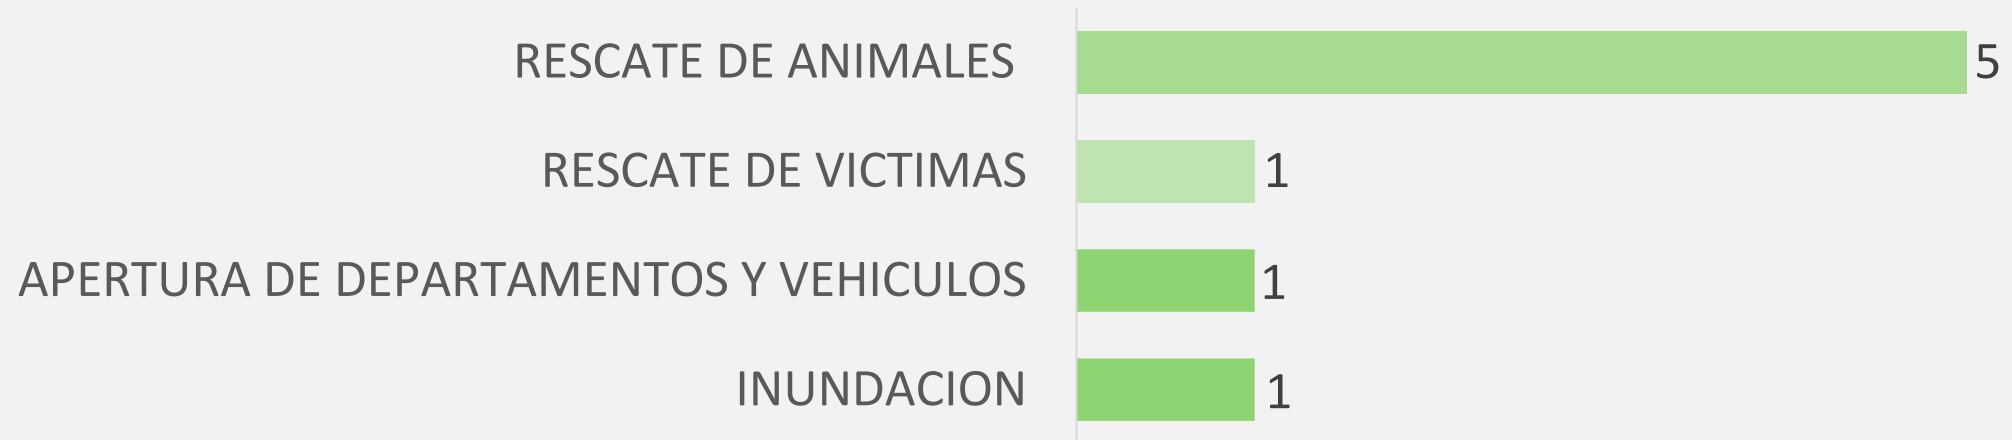 RESCATE DE ANIMALES 5
RESCATE DE VICTIMAS 1
APERTURA DE DEPARTAMENTOS Y VEHICULOS 1
INUNDACION 1